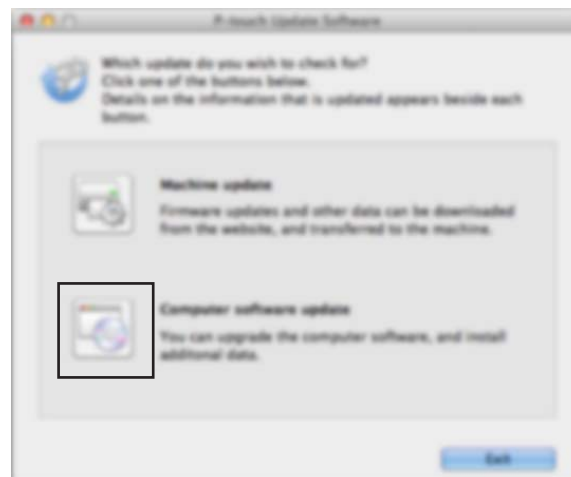 P-touch Update Software
Which update do you wish to check for?
Click one of the buttons below.
Details on the information that is updated appears beside each
button.
Machine update
Firmware updates and other data can be downloaded
from the website, and transferred to the machine.
Computer software update
You can upgrade the computer software, and install
additonal data.
Exit